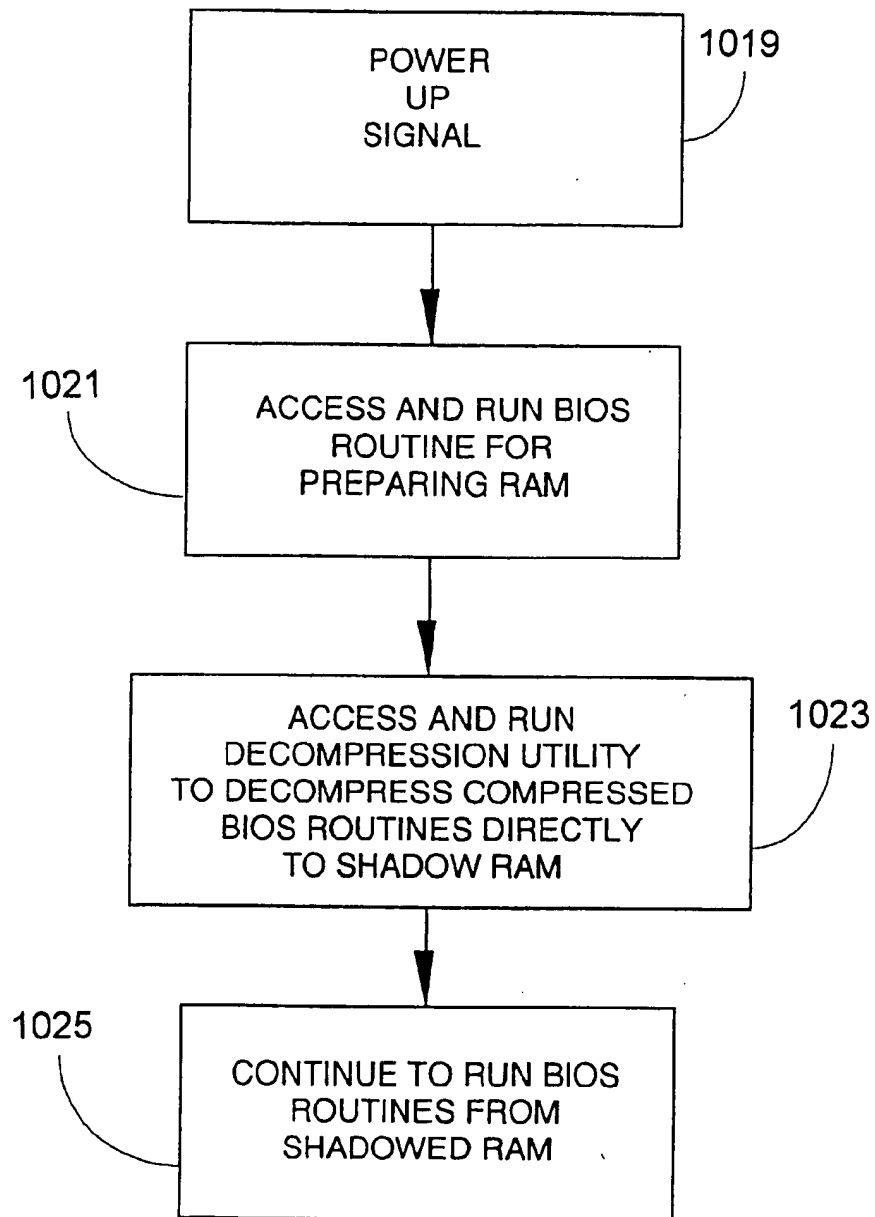 POWER
UP
SIGNAL
1019
1021
ACCESS AND RUN BIOS
ROUTINE FOR
PREPARING RAM
ACCESS AND RUN
DECOMPRESSION UTILITY
TO DECOMPRESS COMPRESSED
BIOS ROUTINES DIRECTLY
TO SHADOW RAM
1023
1025
CONTINUE TO RUN BIOS
ROUTINES FROM
SHADOWED RAM